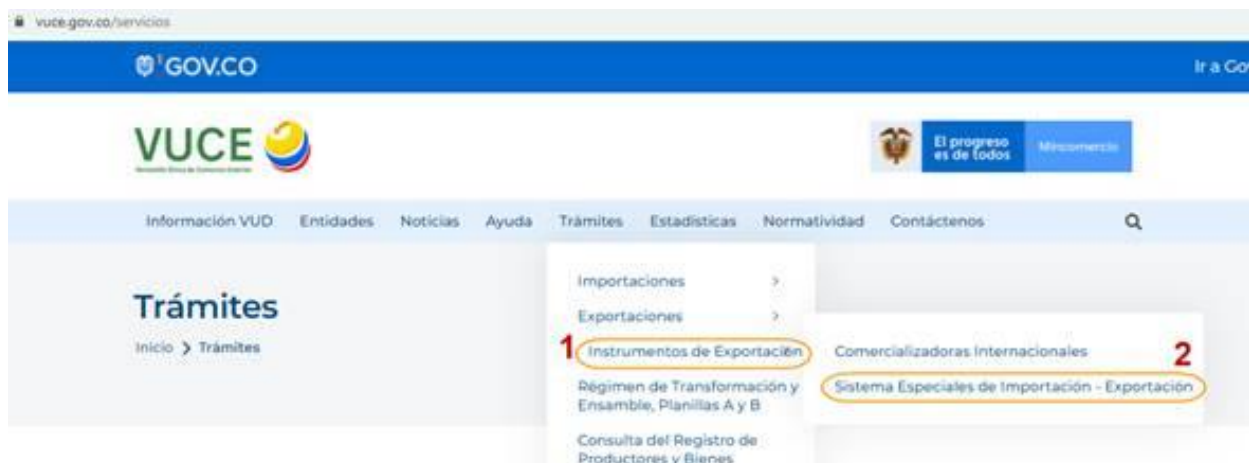 vuce.gov.co/servicios
GOV.CO
Ir a Gov
VUCE
El progreso
es de todos
Mincomercio
Información VUD Entidades Noticias Ayuda Trámites Estadísticas Normatividad Contáctenos
Trámites
Inicio > Trámites
Importaciones >
Exportaciones >
1 Instrumentos de Exportación
Comercializadoras Internacionales 2
Sistema Especiales de Importación - Exportación
Régimen de Transformación y
Ensamble, Planillas A y B
Consulta del Registro de
Productores y Bienes